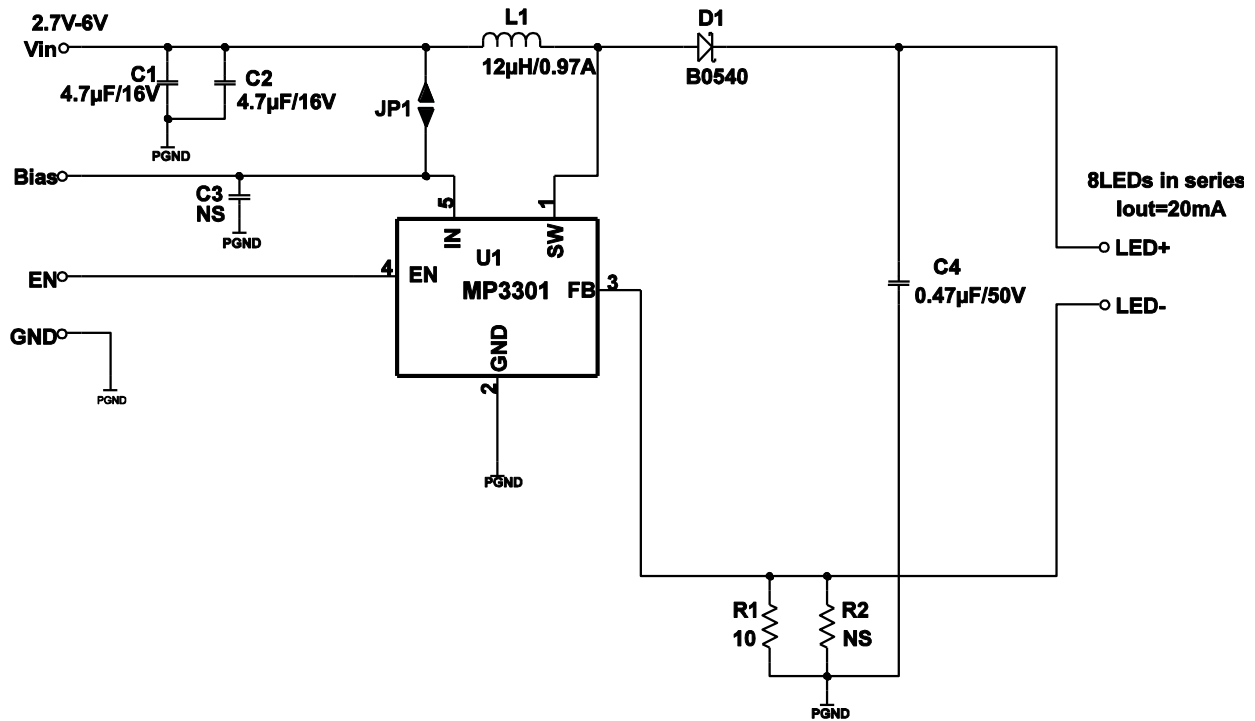 2.7V-6V
Vin
C1
4.7µF/16V
C2
4.7µF/16V
PGND
JP1
L1
12µH/0.97A
D1
B0540
Bias
C3
NS
PGND
5
IN
1
SW
EN
4
EN
U1
MP3301
FB
3
GND
2
PGND
GND
PGND
8LEDs in series
Iout=20mA
LED+
LED-
C4
0.47µF/50V
R1
10
R2
NS
PGND